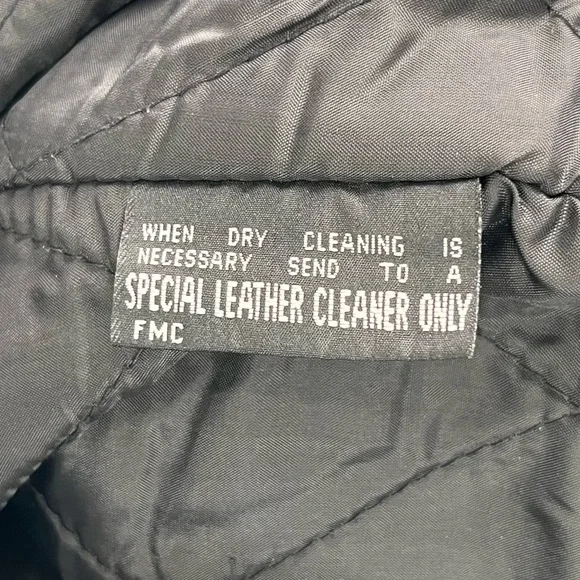 WHEN DRY CLEANING IS
NECESSARY SEND TO A
SPECIAL LEATHER CLEANER ONLY
FMC